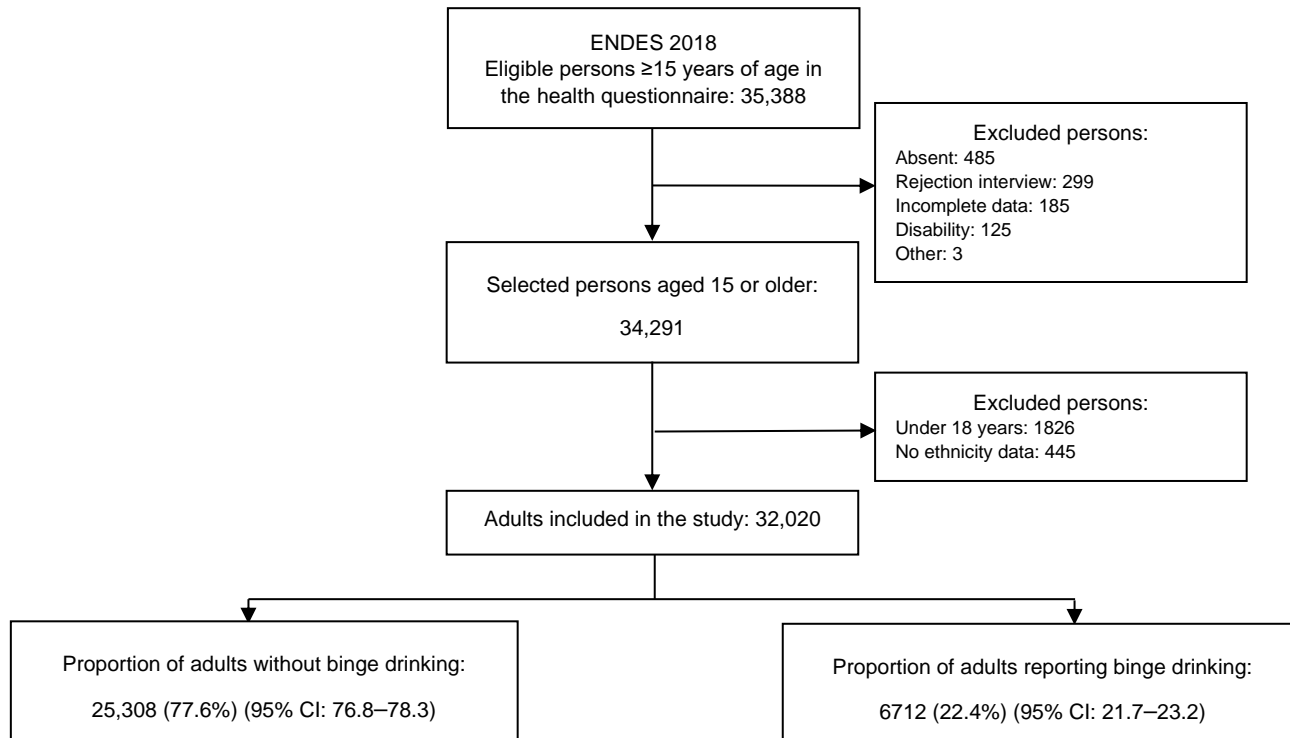 ENDES 2018
Eligible persons ≥15 years of age in
the health questionnaire: 35,388
Excluded persons:
Absent: 485
Rejection interview: 299
Incomplete data: 185
Disability: 125
Other: 3
Selected persons aged 15 or older:
34,291
Excluded persons:
Under 18 years: 1826
No ethnicity data: 445
Adults included in the study: 32,020
Proportion of adults without binge drinking:
25,308 (77.6%) (95% CI: 76.8–78.3)
Proportion of adults reporting binge drinking:
6712 (22.4%) (95% CI: 21.7–23.2)